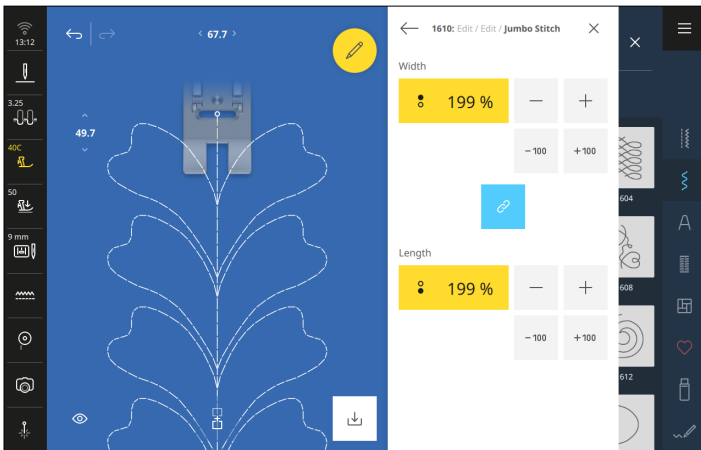 13:12
‹ 67.7 ›
3.25
49.7
40C
50
9 mm
1610: Edit / Edit / Jumbo Stitch
Width
199 %
− 100
+100
Length
199 %
− 100
+100
604
608
612
A